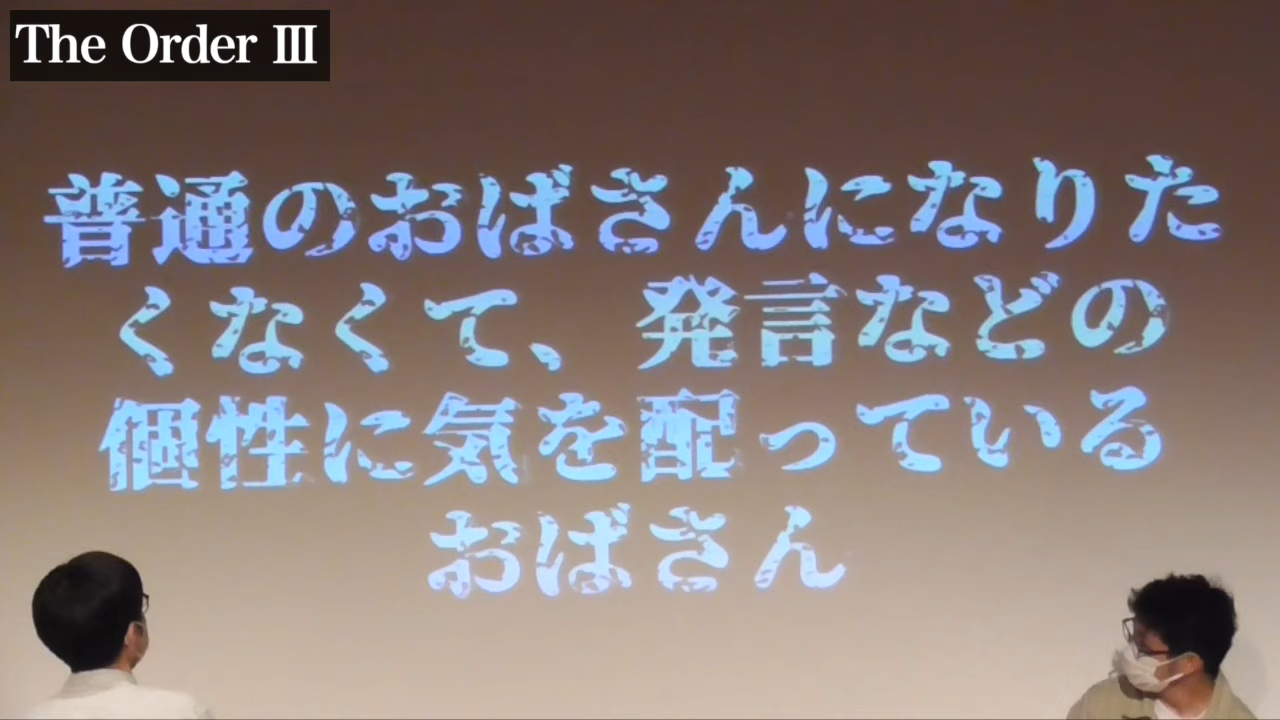 The Order Ⅲ
普通のおばさんになりた
くなくて、発言などの
個性に気を配っている
おばさん